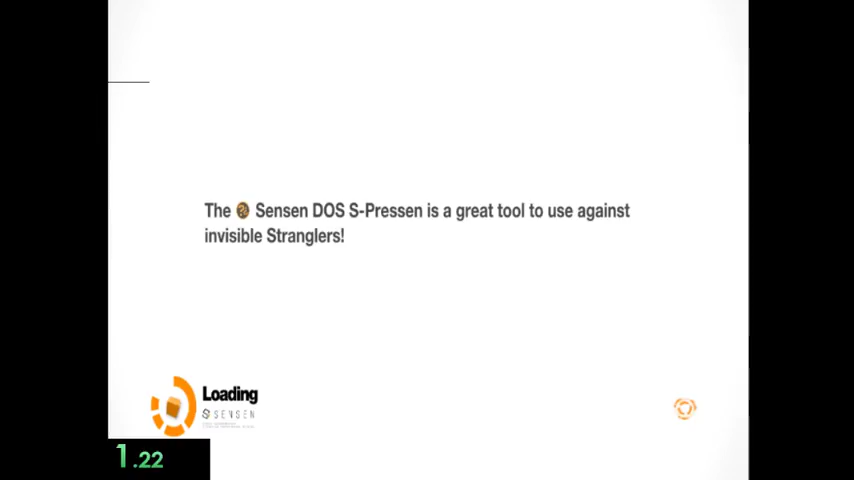 The Sensen DOS S-Pressen is a great tool to use against
invisible Stranglers!
Loading
SENSEN
1.22